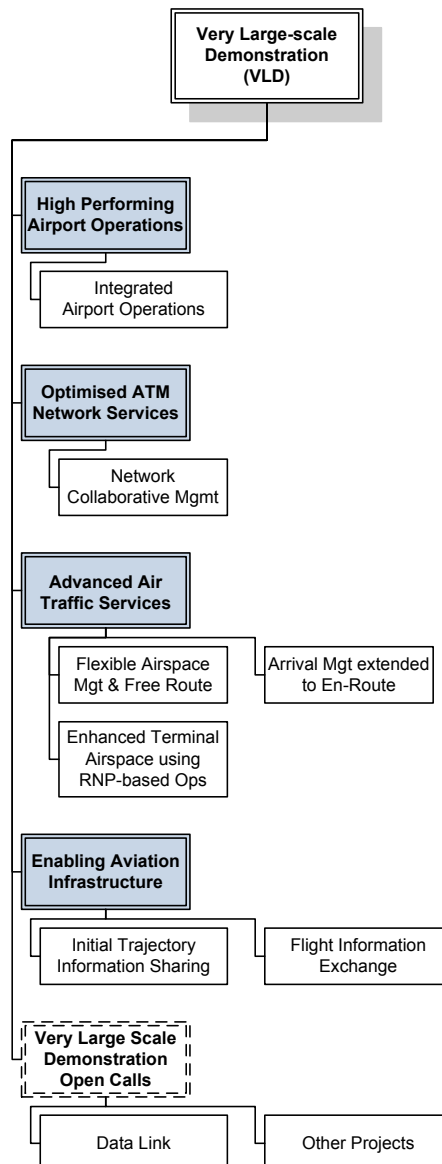 Very Large-scale
Demonstration
(VLD)
High Performing
Airport Operations
Integrated
Airport Operations
Optimised ATM
Network Services
Network
Collaborative Mgmt
Advanced Air
Traffic Services
Flexible Airspace
Mgt & Free Route
Arrival Mgt extended
to En-Route
Enhanced Terminal
Airspace using
RNP-based Ops
Enabling Aviation
Infrastructure
Initial Trajectory
Information Sharing
Flight Information
Exchange
Very Large Scale
Demonstration
Open Calls
Data Link
Other Projects